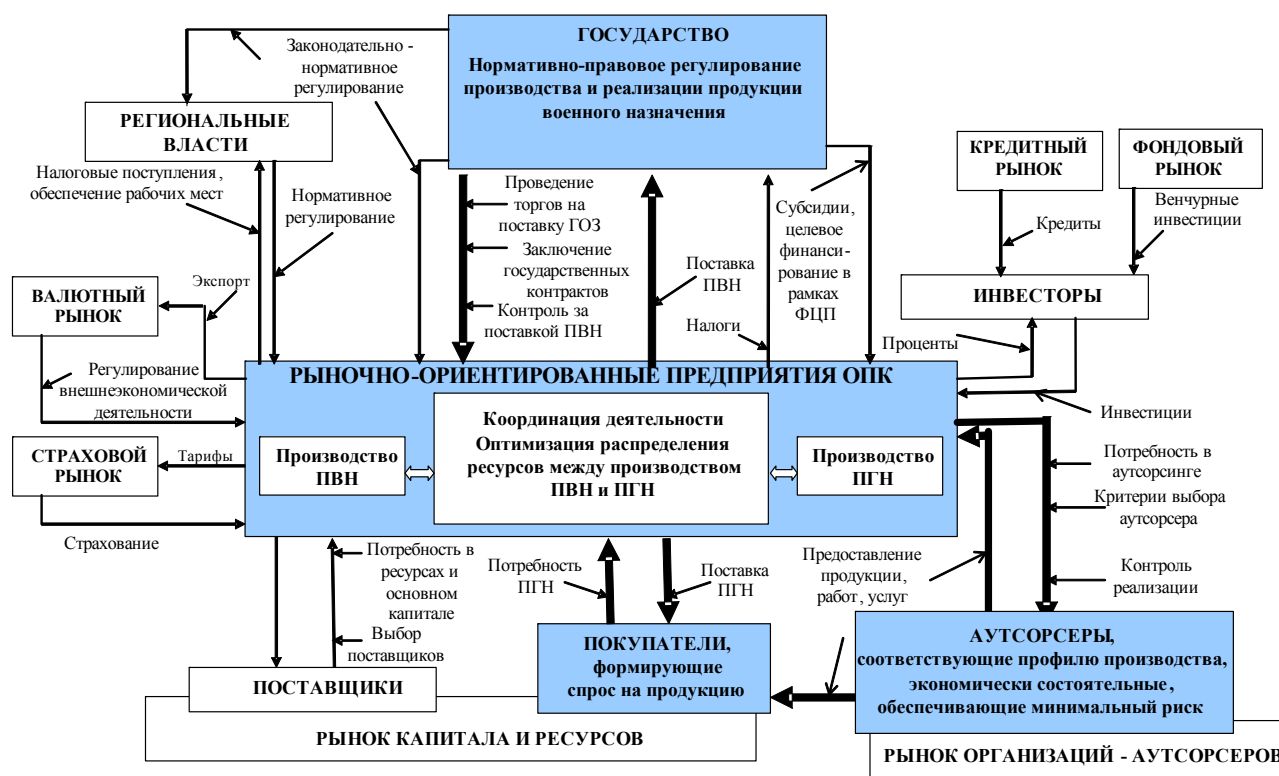 ГОСУДАРСТВО
Нормативно-правовое регулирование
производства и реализации продукции
военного назначения
Законодательно -
нормативное
регулирование
РЕГИОНАЛЬНЫЕ
ВЛАСТИ
КРЕДИТНЫЙ
РЫНОК
ФОНДОВЫЙ
РЫНОК
Налоговые поступления ,
обеспечение рабочих мест
Нормативное
регулирование
Проведение
торгов на
поставку ГОЗ
Заключение
государственных
контрактов
Контроль за
поставкой ПВН
Поставка
ПВН
Налоги
Субсидии,
целевое
финанси-
рование в
рамках
ФЦП
Кредиты
Венчурные
инвестиции
ИНВЕСТОРЫ
Проценты
Инвестиции
Экспорт
ВАЛЮТНЫЙ
РЫНОК
Регулирование
внешнеэкономической
деятельности
СТРАХОВОЙ
РЫНОК
Тарифы
Страхование
РЫНОЧНО-ОРИЕНТИРОВАННЫЕ ПРЕДПРИЯТИЯ ОПК
Координация деятельности
Оптимизация распределения
ресурсов между производством
ПВН и ПГН
Производство
ПВН
Производство
ПГН
Потребность в
аутсорсинге
Критерии выбора
аутсорсера
Контроль
реализации
Предоставление
продукции,
работ, услуг
Потребность в
ресурсах и
основном
капитале
Выбор
поставщиков
Потребность
ПГН
Поставка
ПГН
ПОСТАВЩИКИ
ПОКУПАТЕЛИ,
формирующие
спрос на продукцию
АУТСОРСЕРЫ,
соответствующие профилю производства,
экономически состоятельные ,
обеспечивающие минимальный риск
РЫНОК КАПИТАЛА И РЕСУРСОВ
РЫНОК ОРГАНИЗАЦИЙ - АУТСОРСЕРОВ